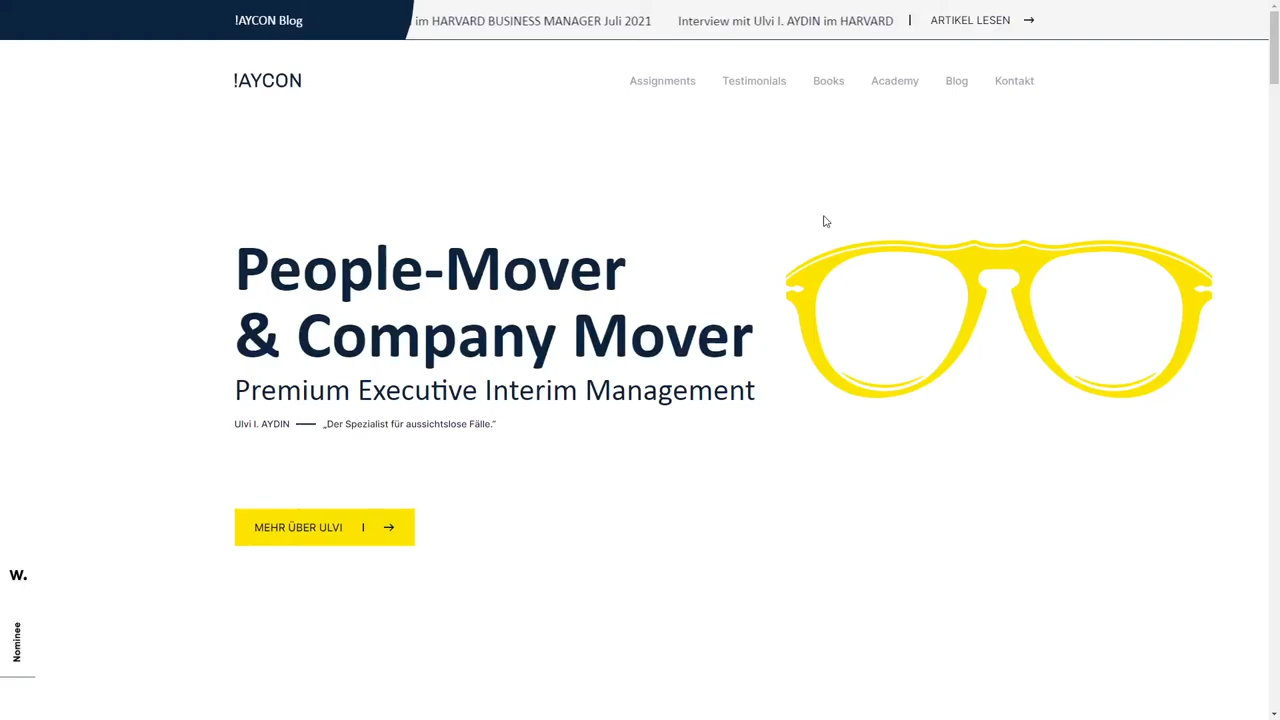 !AYCON Blog
im HARVARD BUSINESS MANAGER Juli 2021 Interview mit Ulvi I. AYDIN im HARVARD
ARTIKEL LESEN
!AYCON
Assignments Testimonials Books Academy Blog Kontakt
People-Mover
& Company Mover
Premium Executive Interim Management
Ulvi I. AYDIN — „Der Spezialist für aussichtslose Fälle.”
MEHR ÜBER ULVI
W.
Nominee